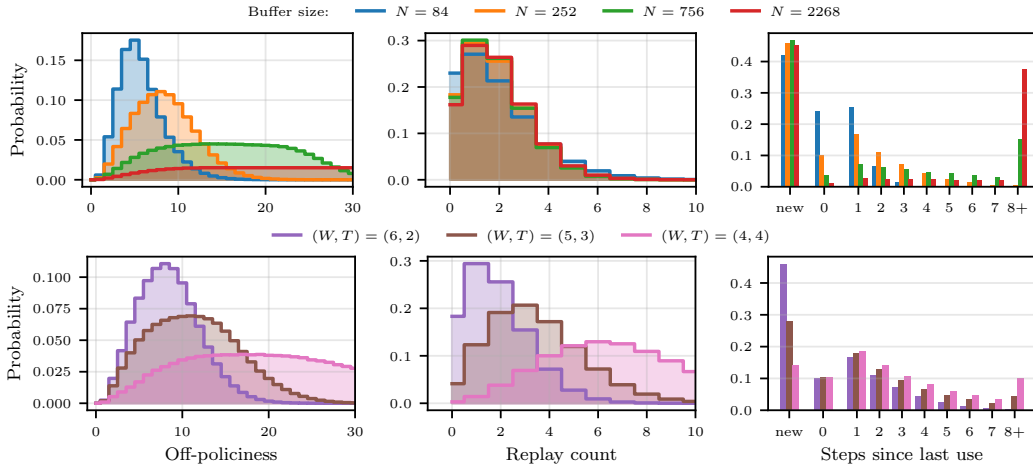 Buffer size: N = 84 N = 252 N = 756 N = 2268
Probability
0.15
0.10
0.05
0.00
0 10 20 30
0.3
0.2
0.1
0.0
0 2 4 6 8 10
0.4
0.3
0.2
0.1
0.0
new 0 1 2 3 4 5 6 7 8+
(W, T) = (6, 2) (W, T) = (5, 3) (W, T) = (4, 4)
Probability
0.100
0.075
0.050
0.025
0.000
0 10 20 30
Off-policiness
0.3
0.2
0.1
0.0
0 2 4 6 8 10
Replay count
0.4
0.3
0.2
0.1
0.0
new 0 1 2 3 4 5 6 7 8+
Steps since last use